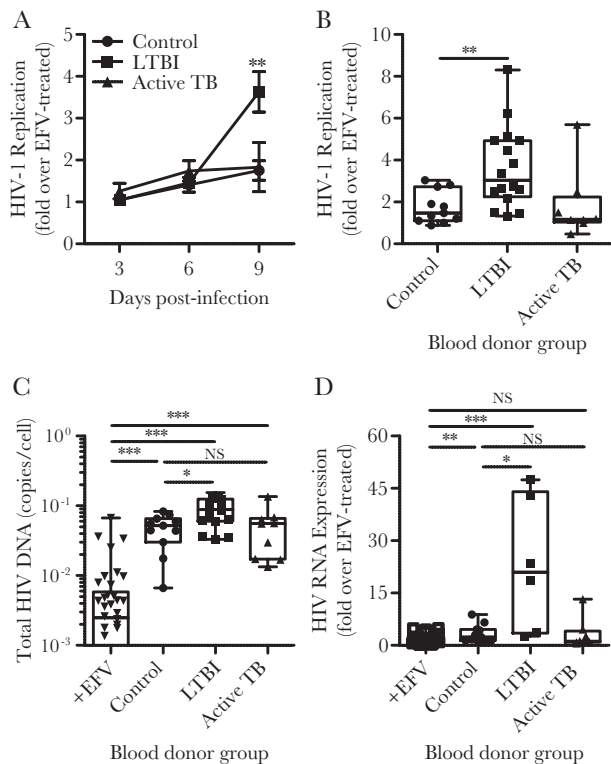 A
HIV-1 Replication
(fold over EFV-treated)
5
4
3
2
1
0
Control
LTBI
Active TB
**
3 6 9
Days post-infection
B
HIV-1 Replication
(fold over EFV-treated)
10
8
6
4
2
0
**
Control LTBI Active TB
Blood donor group
C
Total HIV DNA (copies/cell)
10⁰
10⁻¹
10⁻²
10⁻³
***
***
*** NS
*
+EFV Control LTBI Active TB
Blood donor group
D
HIV RNA Expression
(fold over EFV-treated)
60
45
30
15
0
NS
***
** NS
*
+EFV Control LTBI Active TB
Blood donor group